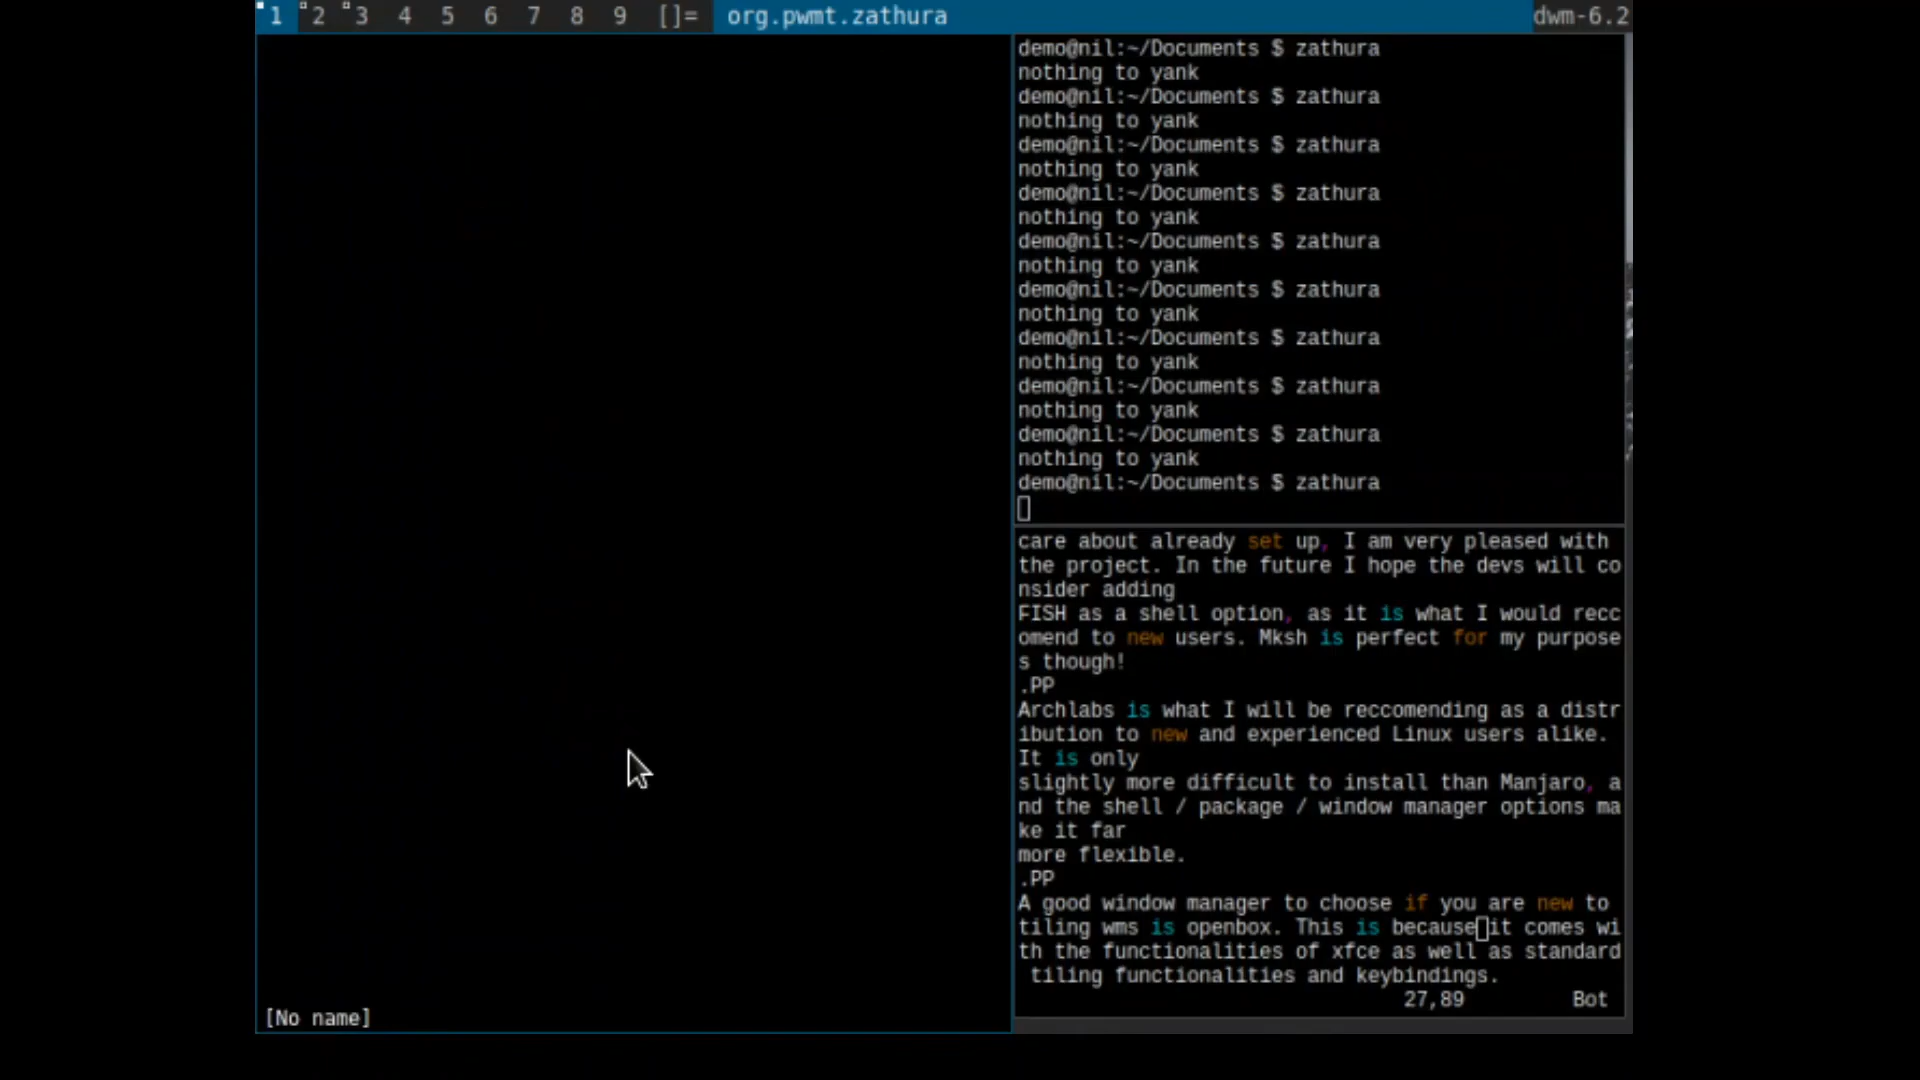 1 2 3 4 5 6 7 8 9 []= org.pwmt.zathura dwm-6.2
demo@nil:~/Documents $ zathura
nothing to yank
demo@nil:~/Documents $ zathura
nothing to yank
demo@nil:~/Documents $ zathura
nothing to yank
demo@nil:~/Documents $ zathura
nothing to yank
demo@nil:~/Documents $ zathura
nothing to yank
demo@nil:~/Documents $ zathura
nothing to yank
demo@nil:~/Documents $ zathura
nothing to yank
demo@nil:~/Documents $ zathura
nothing to yank
demo@nil:~/Documents $ zathura
nothing to yank
demo@nil:~/Documents $ zathura
care about already set up, I am very pleased with
the project. In the future I hope the devs will co
nsider adding
FISH as a shell option, as it is what I would recc
omend to new users. Mksh is perfect for my purpose
s though!
.PP
Archlabs is what I will be reccomending as a distr
ibution to new and experienced Linux users alike.
It is only
slightly more difficult to install than Manjaro, a
nd the shell / package / window manager options ma
ke it far
more flexible.
.PP
A good window manager to choose if you are new to
tiling wms is openbox. This is because it comes wi
th the functionalities of xfce as well as standard
tiling functionalities and keybindings.
27,89 Bot
[No name]